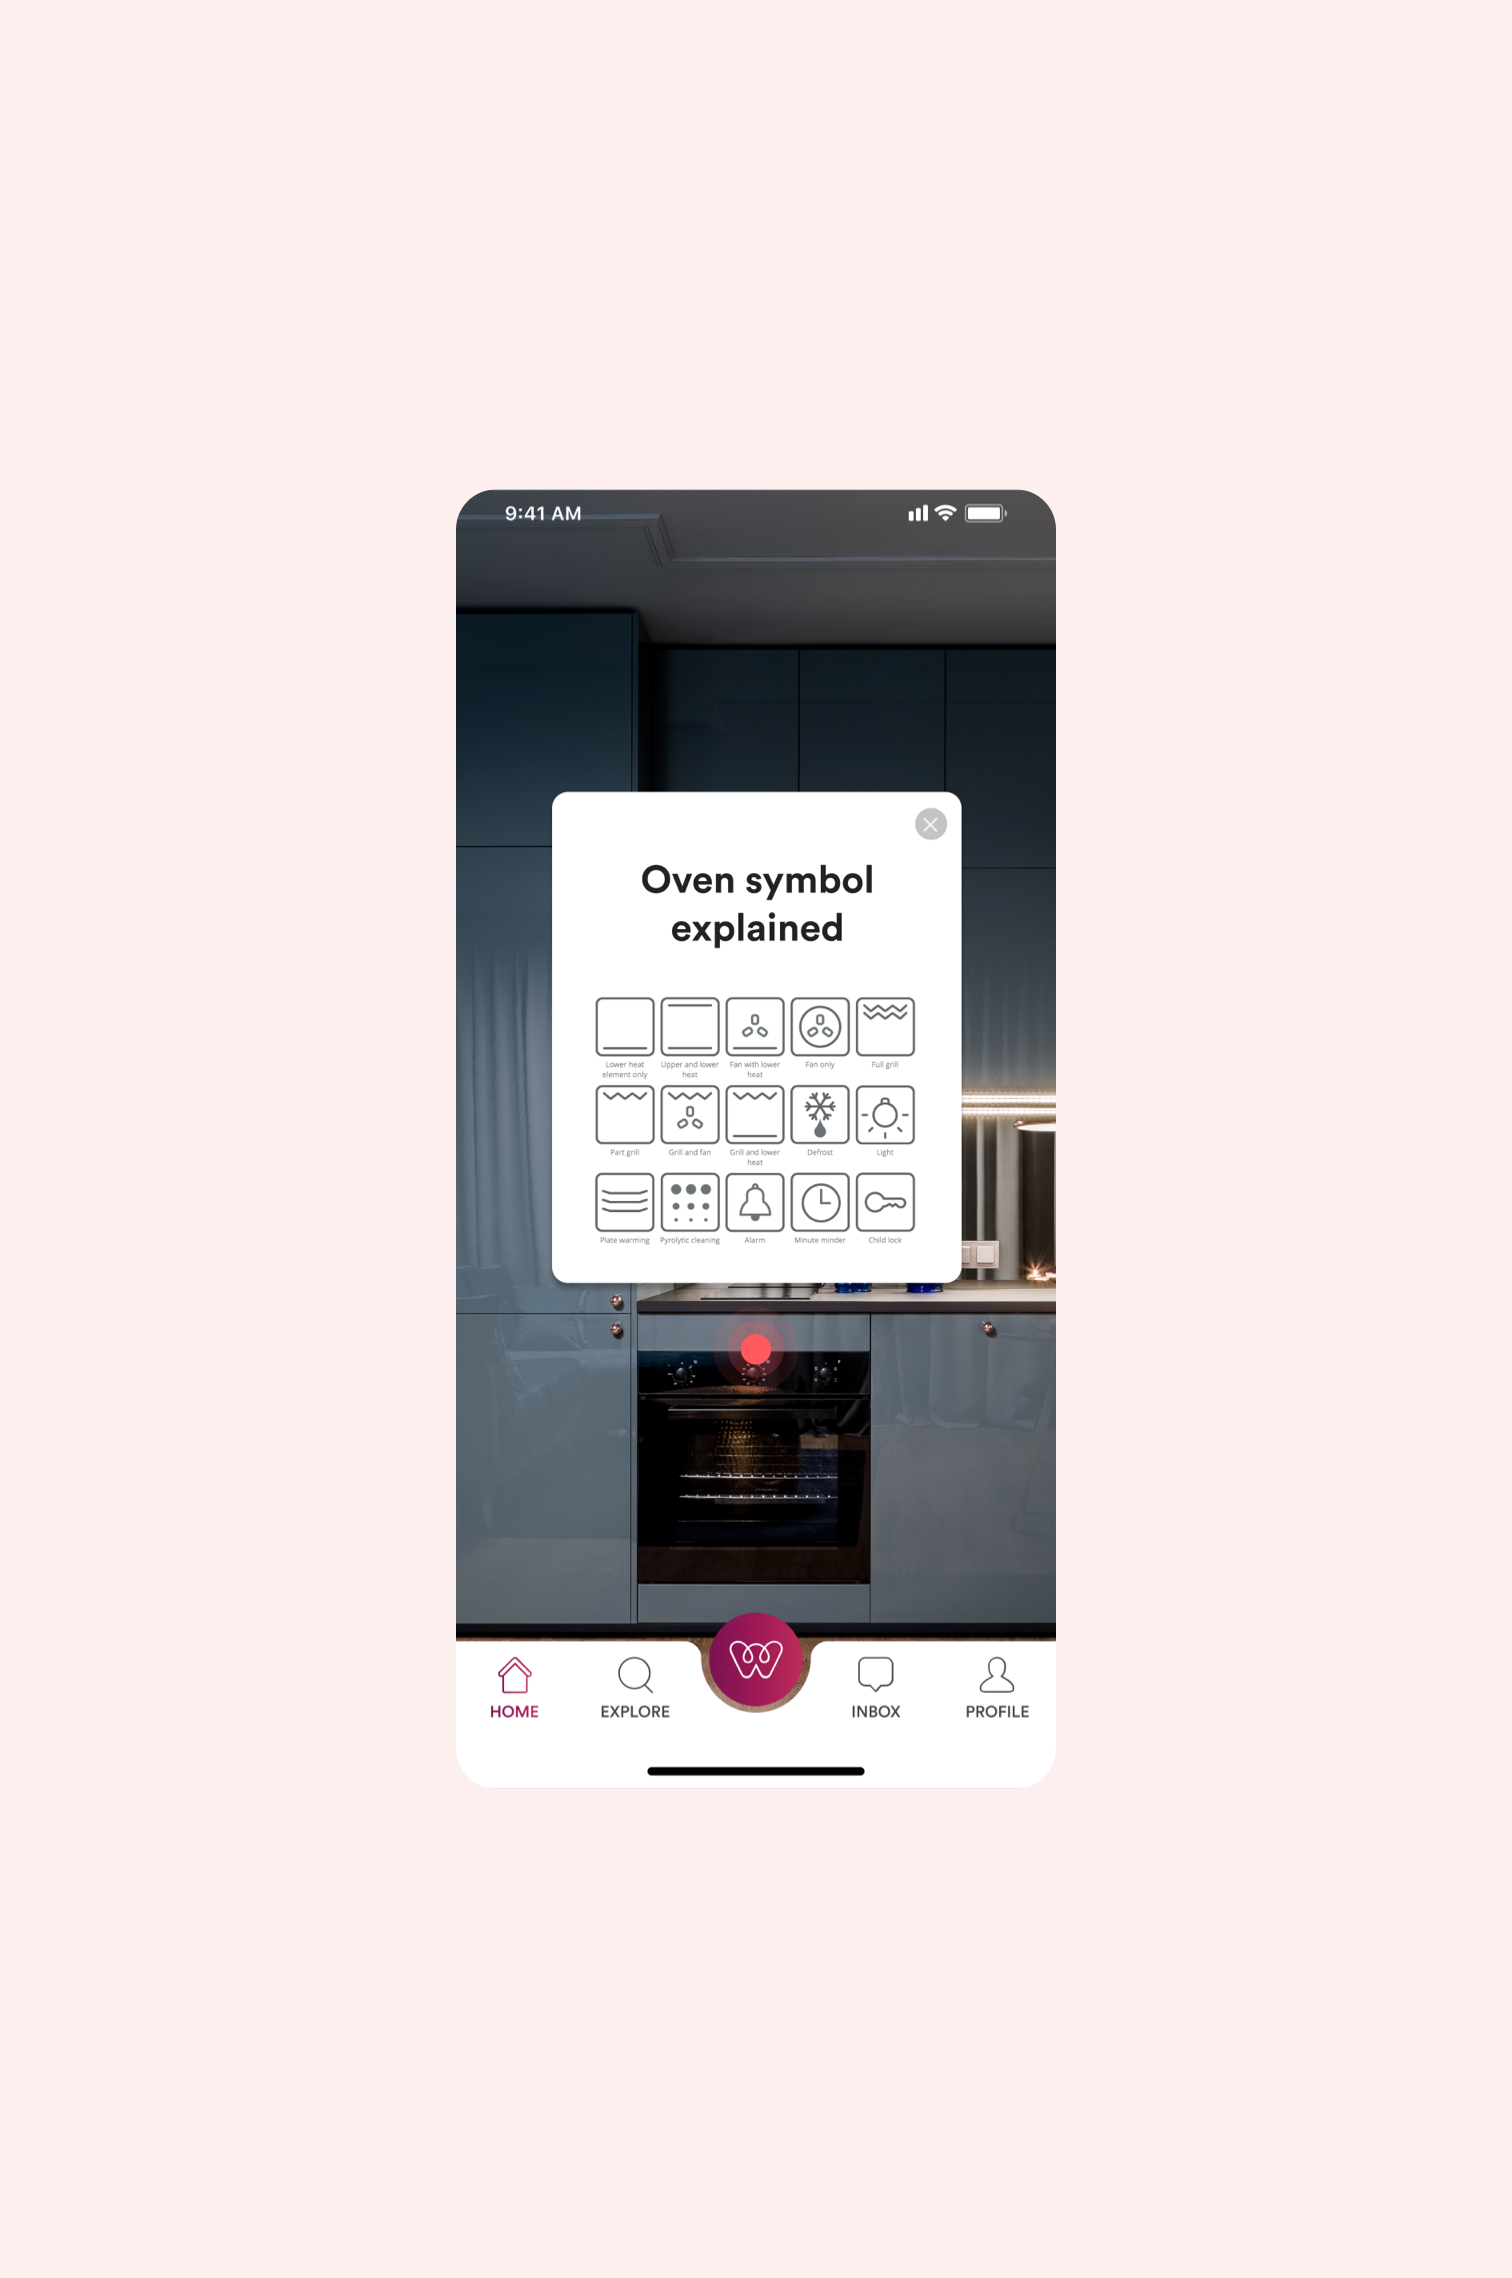 9:41 AM
Oven symbol
explained
Lower heat
element only
Upper and lower
heat
Fan with lower
heat
Fan only
Full grill
Part grill
Grill and fan
Grill and lower
heat
Defrost
Light
Plate warming
Pyrolytic cleaning
Alarm
Minute minder
Child lock
HOME
EXPLORE
INBOX
PROFILE